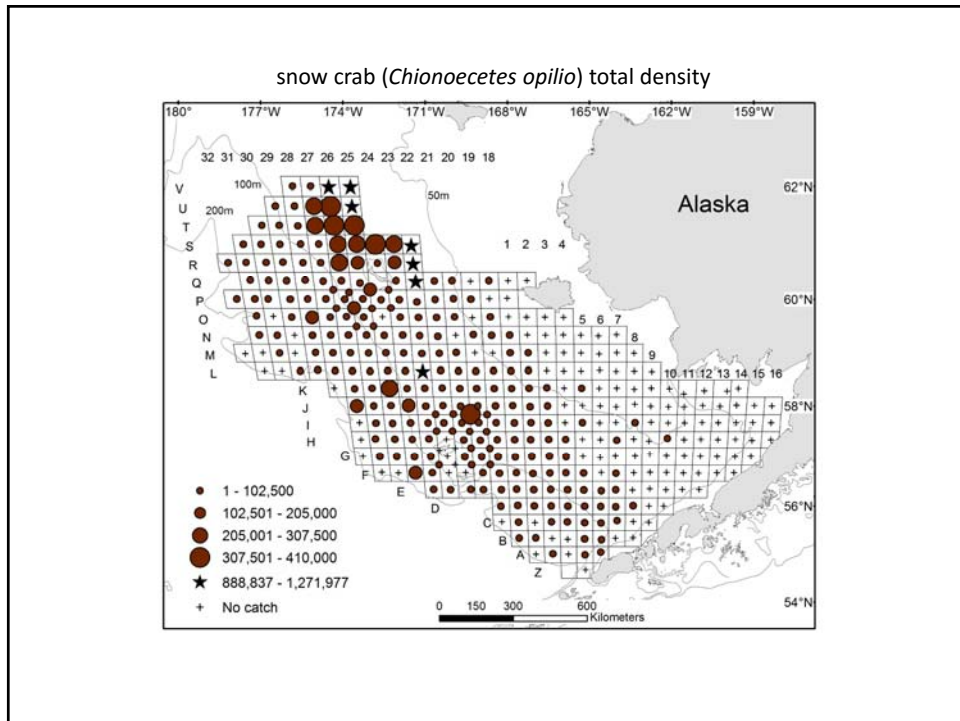 snow crab (Chionoecetes opilio) total density
180° 177°W 174°W 171°W 168°W 165°W 162°W 159°W
32 31 30 29 28 27 26 25 24 23 22 21 20 19 18
V 100m 50m 62°N
U 200m Alaska
T
S 1 2 3 4
R
Q
P 60°N
O 5 6 7
N 8
M 9
L 10 11 12 13 14 15 16
K
J 58°N
I
H
G
F
E
1 - 102,500
D 56°N
102,501 - 205,000
C
205,001 - 307,500
B
307,501 - 410,000
A
Z
888,837 - 1,271,977
No catch
54°N
0 150 300 600
Kilometers